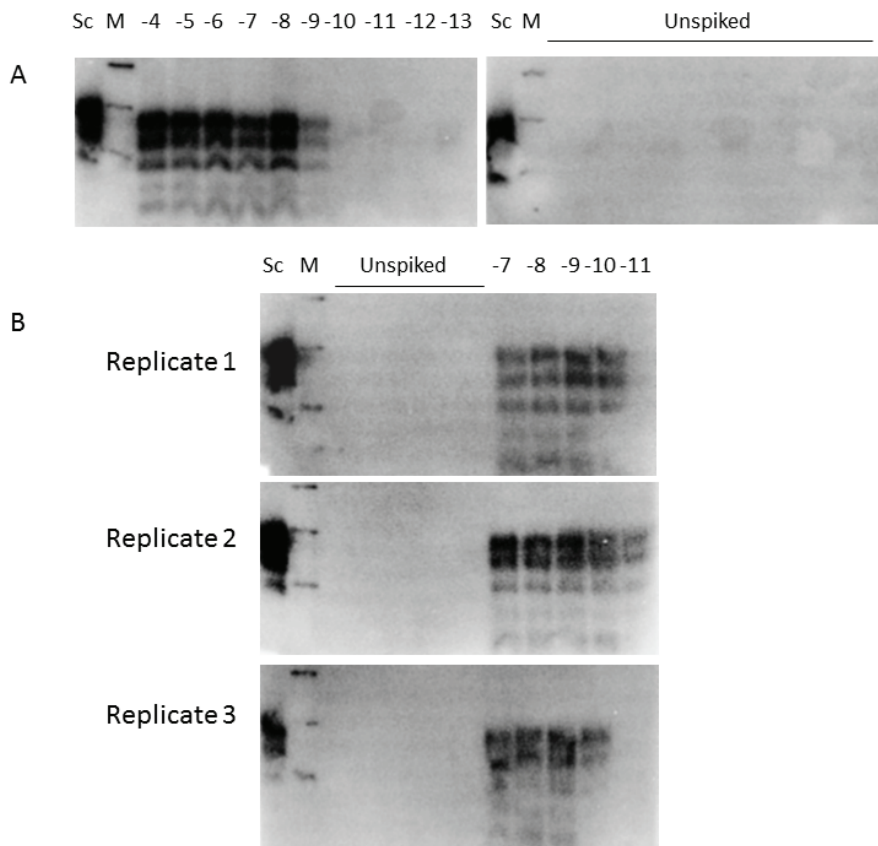 Sc M -4 -5 -6 -7 -8 -9 -10 -11 -12 -13 Sc M Unspiked
A
Sc M Unspiked -7 -8 -9 -10 -11
B
Replicate 1
Replicate 2
Replicate 3